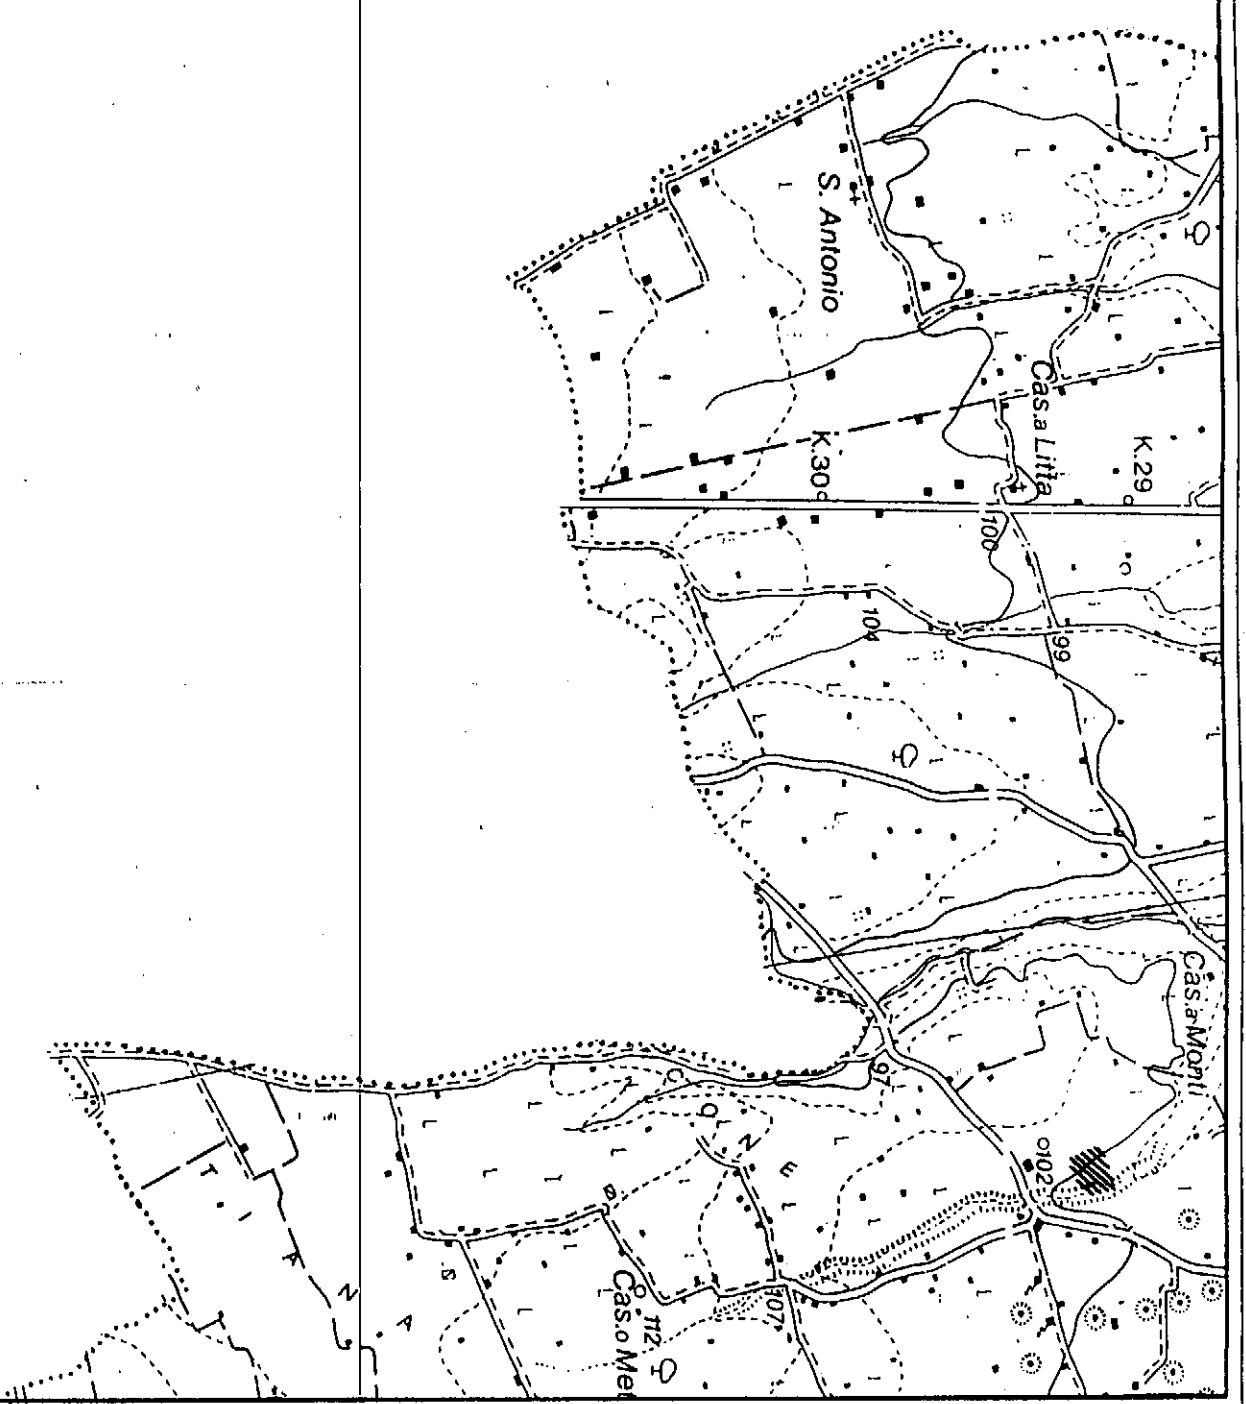 S. Antonio
Cas.a Litta
K.29
K.30
100
104
99
Cas.a Monti
97
102
C O N E
107
112
Cas.o Met
T I A N A